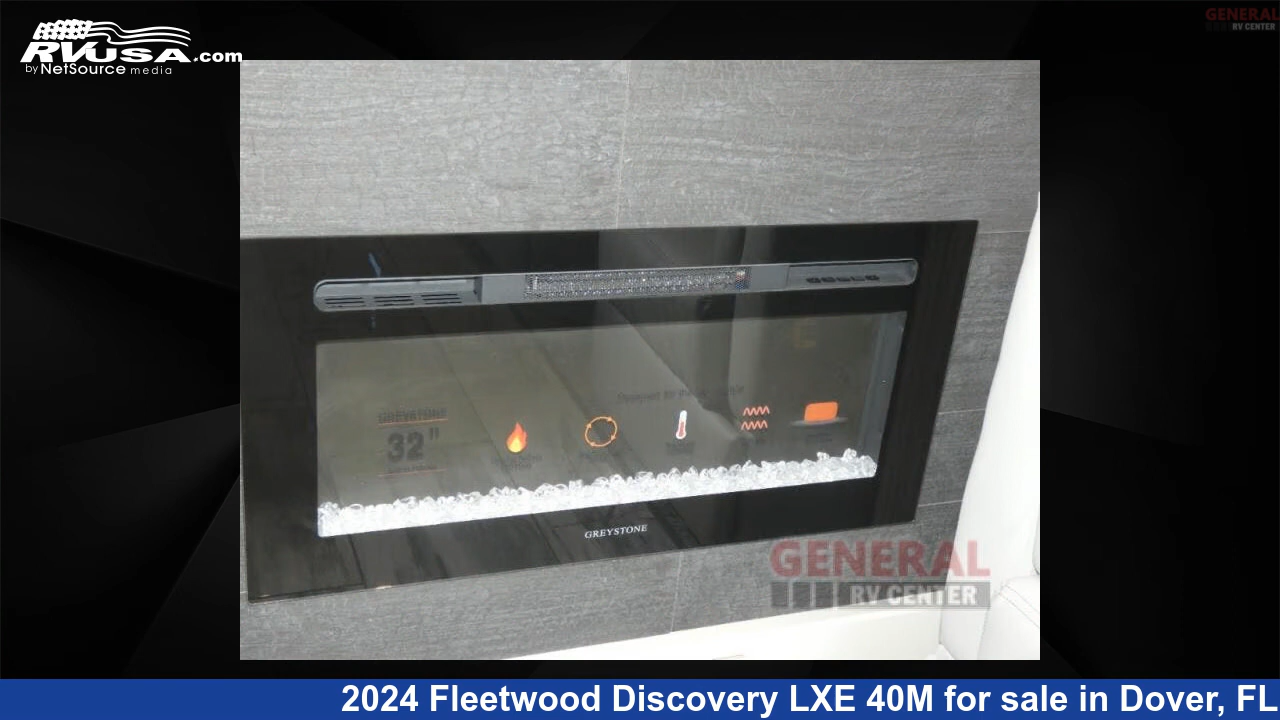 RVUSA.com
by NetSource media
GENERAL
RV CENTER
GREYSTONE
32"
GREYSTONE
GENERAL
RV CENTER
2024 Fleetwood Discovery LXE 40M for sale in Dover, FL